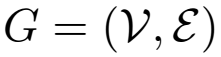 G = (𝒱, ℰ)